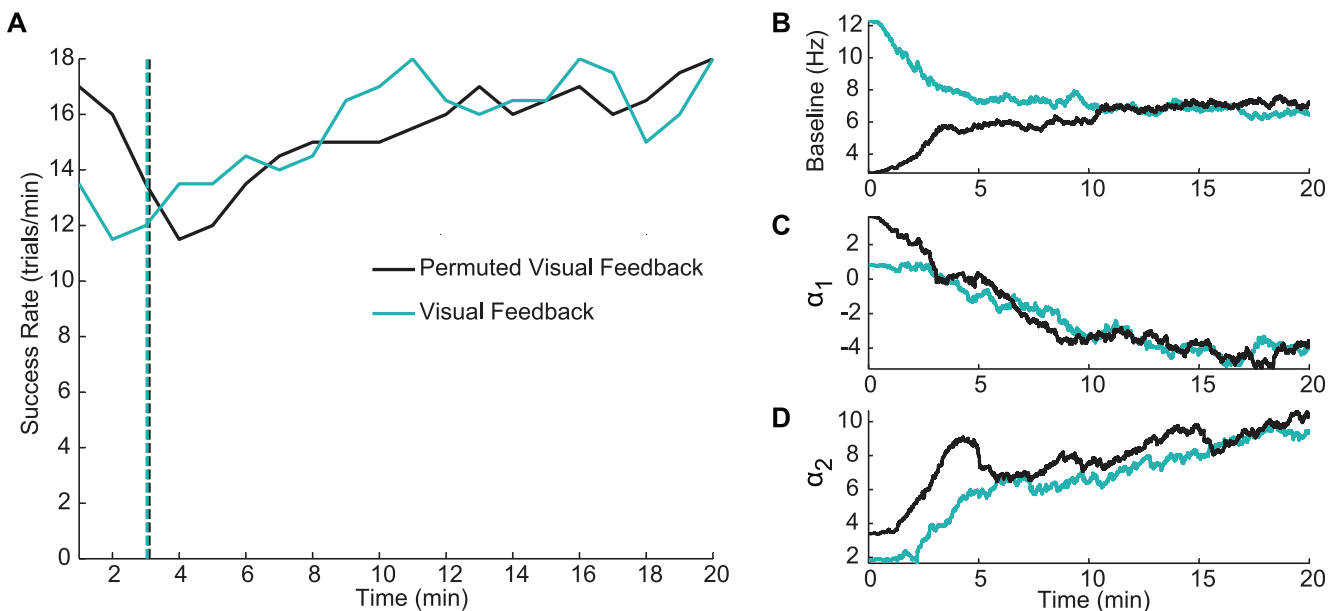 A
Success Rate (trials/min)
18
16
14
12
10
8
6
4
2
0
2 4 6 8 10 12 14 16 18 20
Time (min)
Permuted Visual Feedback
Visual Feedback
B
Baseline (Hz)
12
10
8
6
4
0 5 10 15 20
C
α1
2
0
-2
-4
0 5 10 15 20
D
α2
10
8
6
4
2
0 5 10 15 20
Time (min)